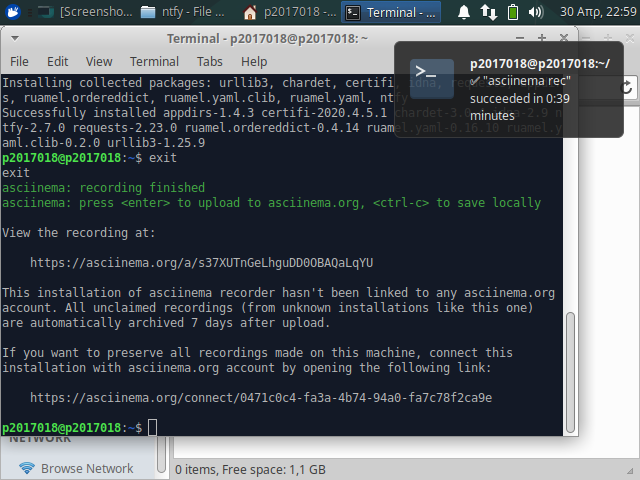 [Screensho... ntfy - File ... p2017018 -... Terminal - ... 30 Απρ, 22:59
Terminal - p2017018@p2017018: ~
File Edit View Terminal Tabs Help
p2017018@p2017018:~/
✔ "asciinema rec"
succeeded in 0:39
minutes
Installing collected packages: urllib3, chardet, certifi, idna,
s, ruamel.ordereddict, ruamel.yaml.clib, ruamel.yaml, ntfy
Successfully installed appdirs-1.4.3 certifi-2020.4.5.1 chardet-3.0.
tfy-2.7.0 requests-2.23.0 ruamel.ordereddict-0.4.14 ruamel.yaml-0.16.10 ruamel.y
aml.clib-0.2.0 urllib3-1.25.9
p2017018@p2017018:~$ exit
exit
asciinema: recording finished
asciinema: press <enter> to upload to asciinema.org, <ctrl-c> to save locally
View the recording at:
https://asciinema.org/a/s37XUTnGeLhguDD0OBAQaLqYU
This installation of asciinema recorder hasn't been linked to any asciinema.org
account. All unclaimed recordings (from unknown installations like this one)
are automatically archived 7 days after upload.
If you want to preserve all recordings made on this machine, connect this
installation with asciinema.org account by opening the following link:
https://asciinema.org/connect/0471c0c4-fa3a-4b74-94a0-fa7c78f2ca9e
p2017018@p2017018:~$
NETWORK
Browse Network
0 items, Free space: 1,1 GB